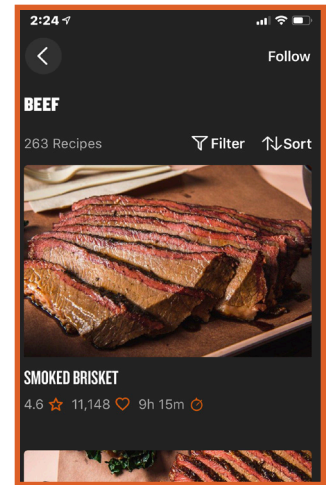 2:24
Follow
BEEF
263 Recipes Filter Sort
SMOKED BRISKET
4.6 11,148 9h 15m